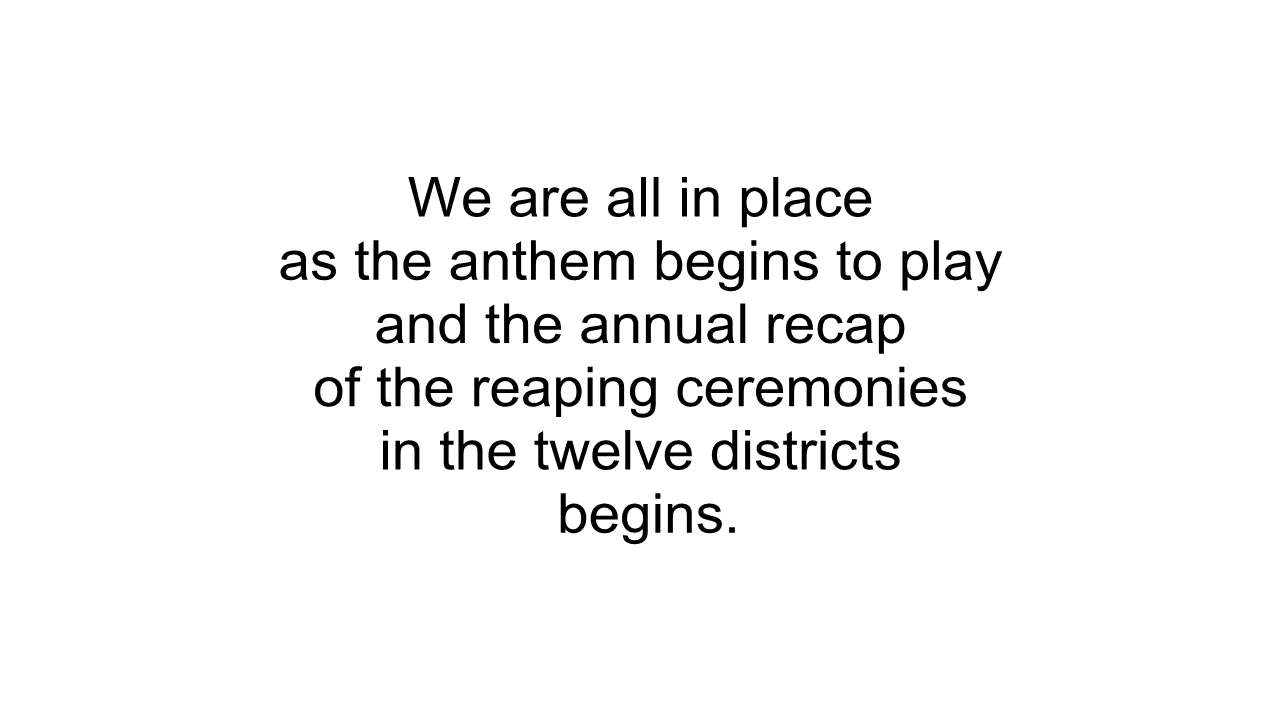 We are all in place
as the anthem begins to play
and the annual recap
of the reaping ceremonies
in the twelve districts
begins.